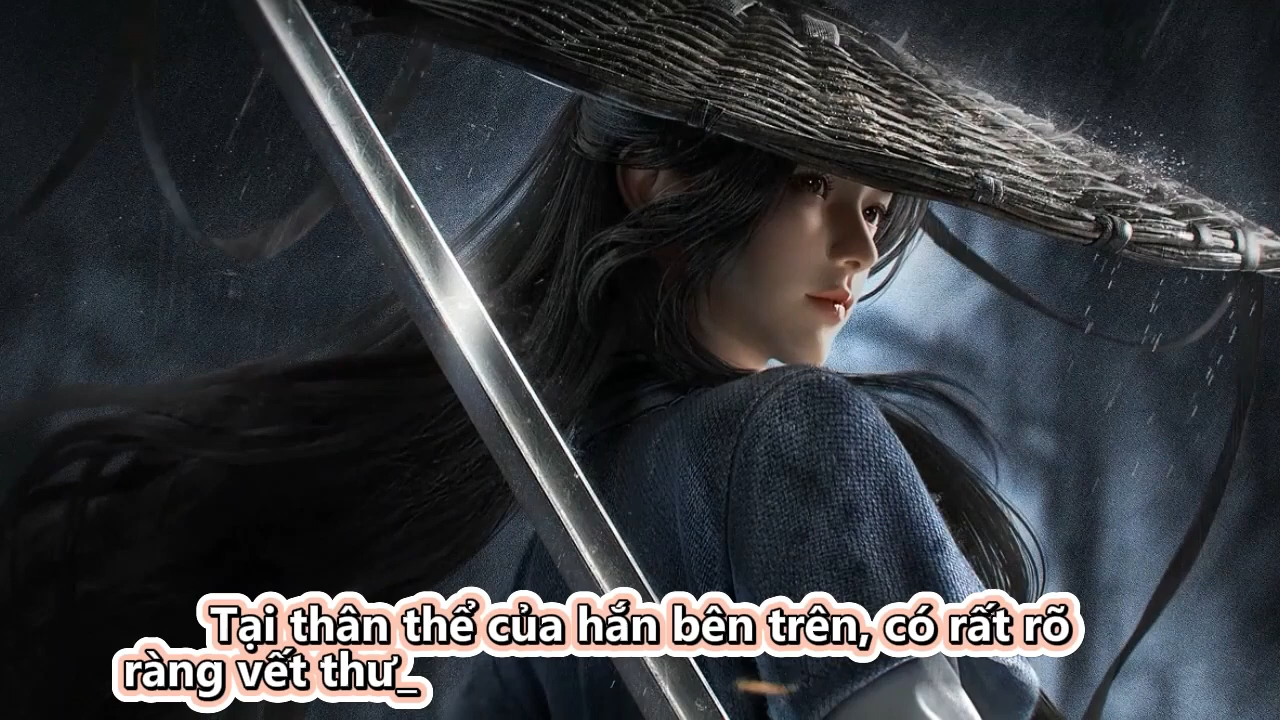 Tại thân thể của hắn bên trên, có rất rõ
ràng vết thư_